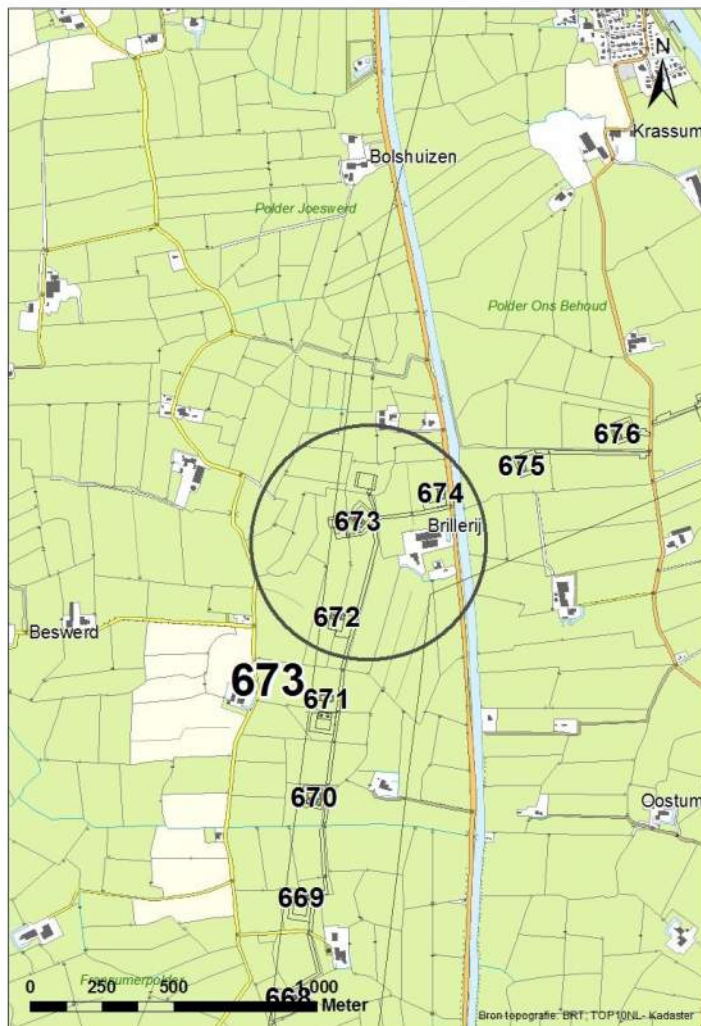 N
Krassum
Bolshuizen
Polder Joeswerd
Polder Ons Behoud
676
675
674
673
Brillerij
672
Beswerd
673
671
670
Oostum
669
Fransumerpolder
668
0 250 500 1.000
Meter
Bron topografie: BRT; TOP10NL- Kadaster